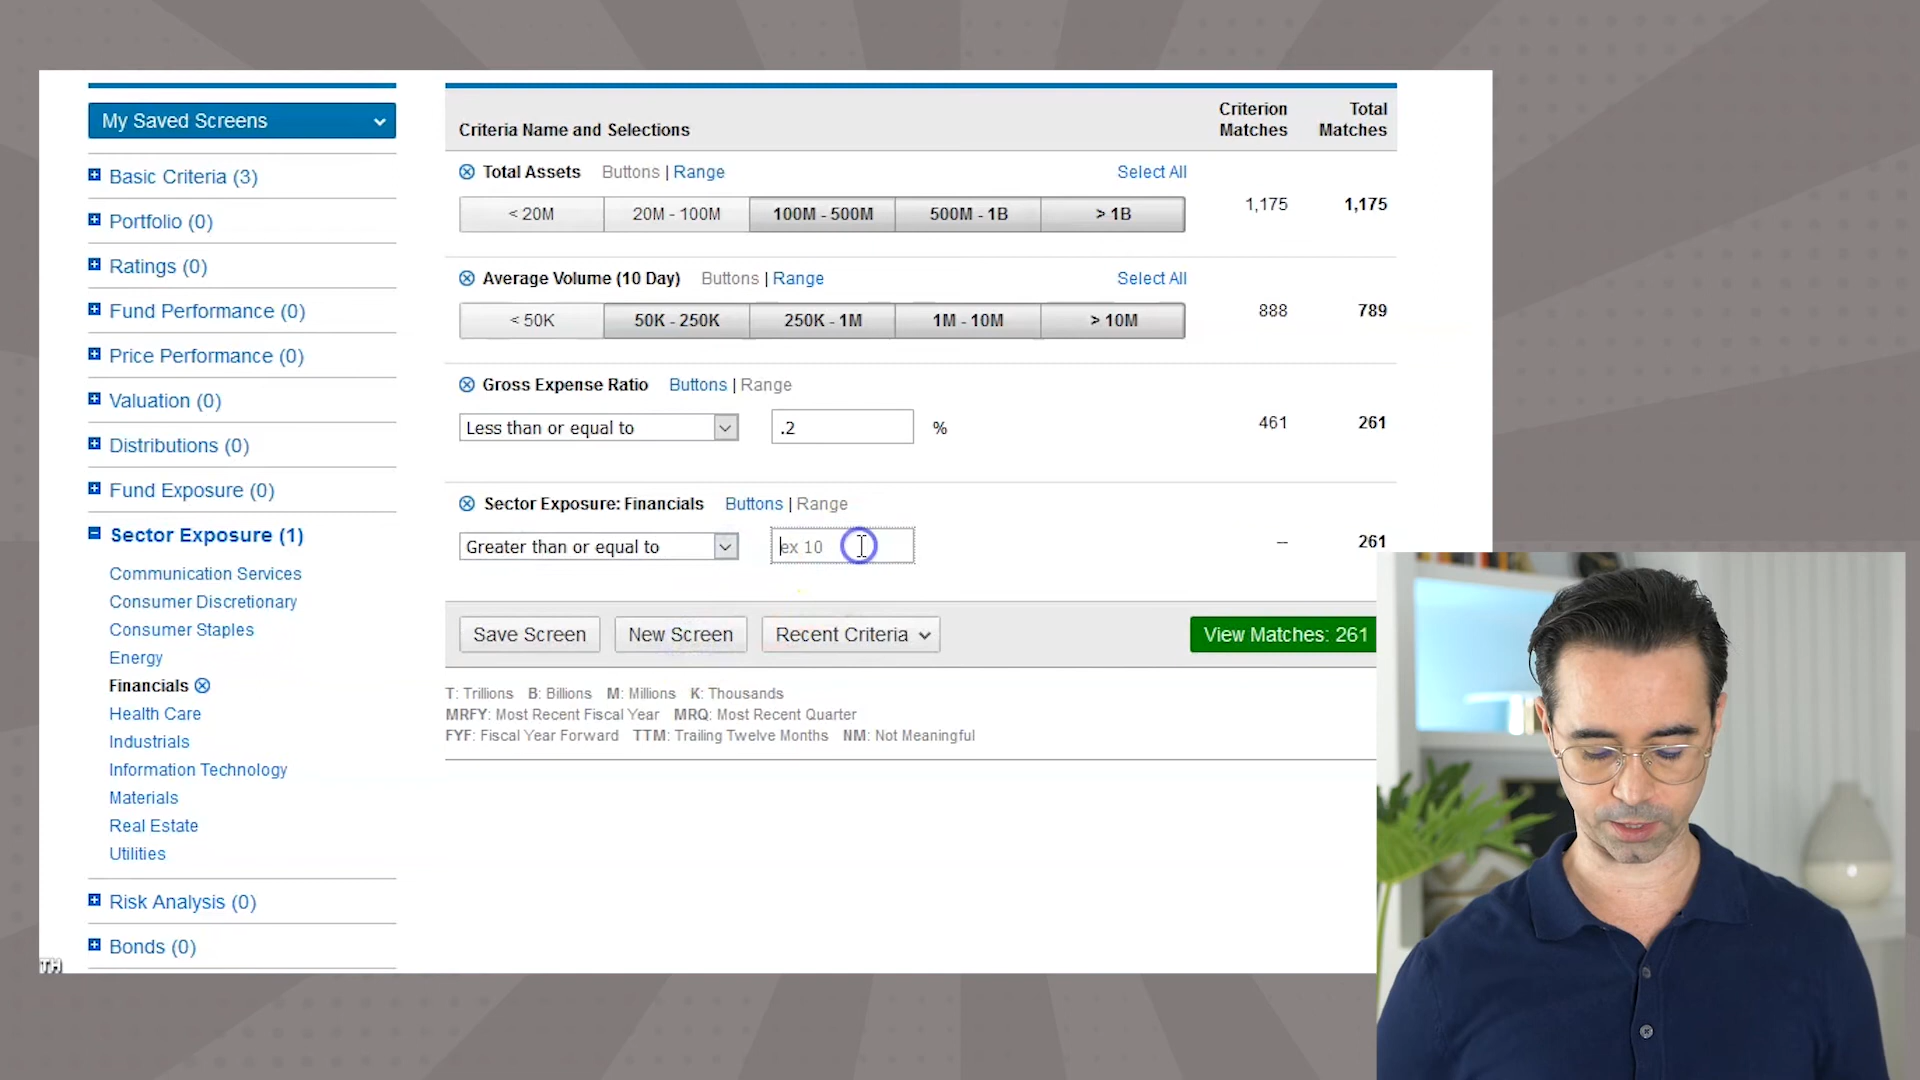 My Saved Screens
Basic Criteria (3)
Portfolio (0)
Ratings (0)
Fund Performance (0)
Price Performance (0)
Valuation (0)
Distributions (0)
Fund Exposure (0)
Sector Exposure (1)
Communication Services
Consumer Discretionary
Consumer Staples
Energy
Financials
Health Care
Industrials
Information Technology
Materials
Real Estate
Utilities
Risk Analysis (0)
Bonds (0)
TH
Criteria Name and Selections Criterion Matches Total Matches
Total Assets Buttons | Range Select All
< 20M 20M - 100M 100M - 500M 500M - 1B > 1B 1,175 1,175
Average Volume (10 Day) Buttons | Range Select All
< 50K 50K - 250K 250K - 1M 1M - 10M > 10M 888 789
Gross Expense Ratio Buttons | Range
Less than or equal to .2 % 461 261
Sector Exposure: Financials Buttons | Range
Greater than or equal to ex 10 -- 261
Save Screen New Screen Recent Criteria View Matches: 261
T: Trillions B: Billions M: Millions K: Thousands
MRFY: Most Recent Fiscal Year MRQ: Most Recent Quarter
FYF: Fiscal Year Forward TTM: Trailing Twelve Months NM: Not Meaningful